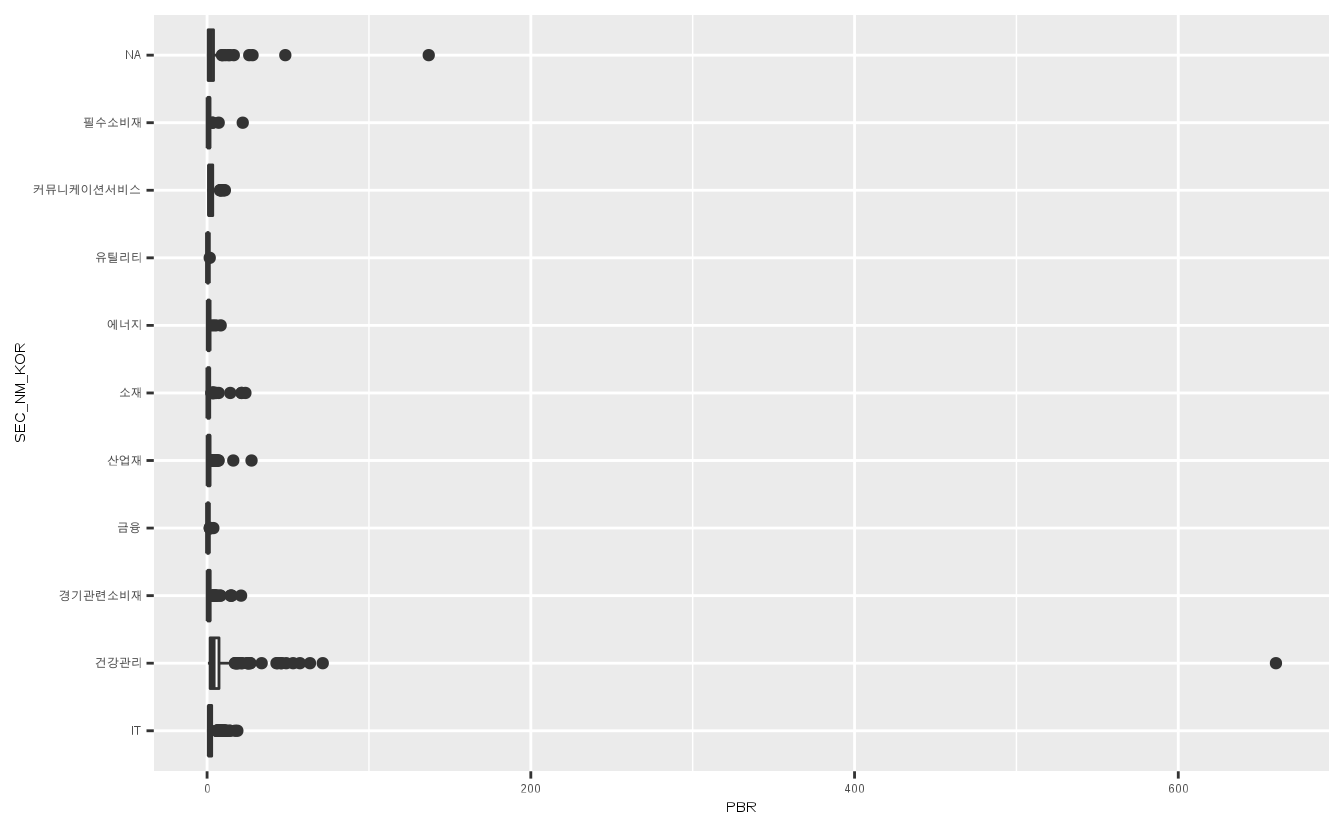 NA
필수소비재
커뮤니케이션서비스
유틸리티
에너지
소재
산업재
금융
경기관련소비재
건강관리
IT
SEC_NM_KOR
0
200
400
600
PBR